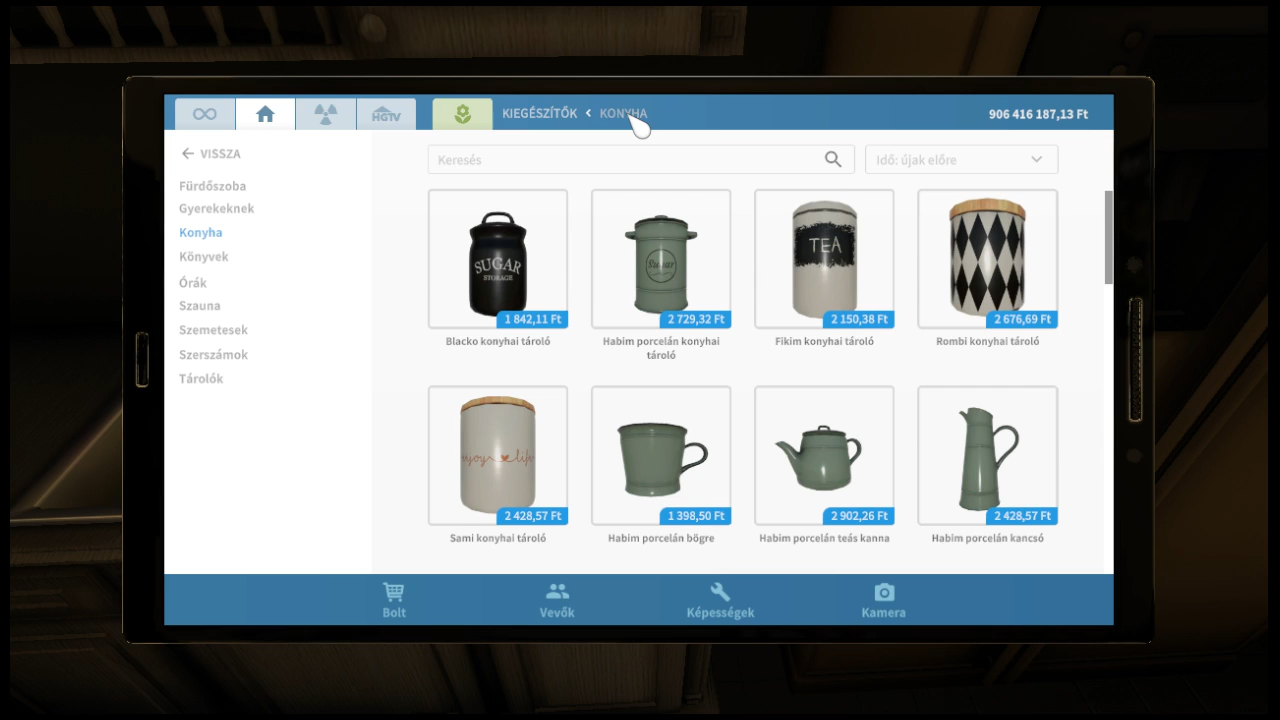 HGTV
KIEGÉSZÍTŐK < KONYHA
906 416 187,13 Ft
VISSZA
Fürdőszoba
Gyerekeknek
Konyha
Könyvek
Órák
Szauna
Szemetesek
Szerszámok
Tárolók
Keresés
Idő: újak előre
SUGAR
STORAGE
1 842,11 Ft
Blacko konyhai tároló
Sugar
2 729,32 Ft
Habim porcelán konyhai
tároló
TEA
2 150,38 Ft
Fikim konyhai tároló
2 676,69 Ft
Rombi konyhai tároló
2 428,57 Ft
Sami konyhai tároló
1 398,50 Ft
Habim porcelán bögre
2 902,26 Ft
Habim porcelán teás kanna
2 428,57 Ft
Habim porcelán kancsó
Bolt
Vevők
Képességek
Kamera